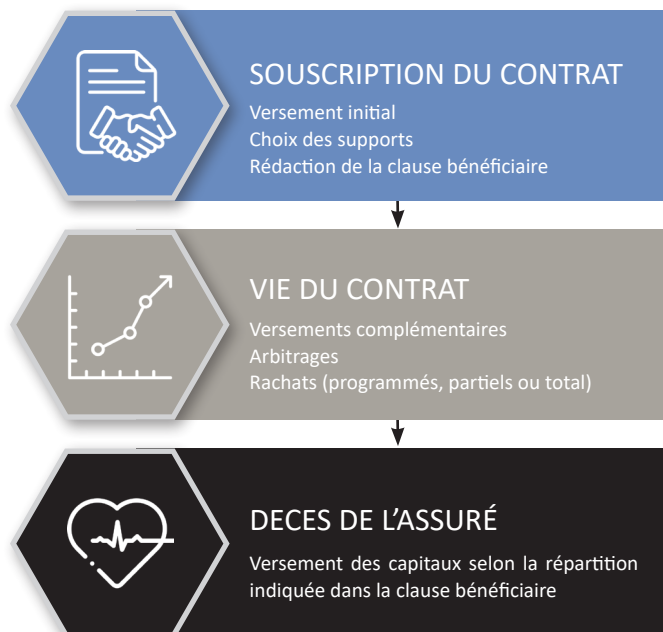 SOUSCRIPTION DU CONTRAT
Versement initial
Choix des supports
Rédaction de la clause bénéficiaire
VIE DU CONTRAT
Versements complémentaires
Arbitrages
Rachats (programmés, partiels ou total)
DECES DE L’ASSURÉ
Versement des capitaux selon la répartition
indiquée dans la clause bénéficiaire